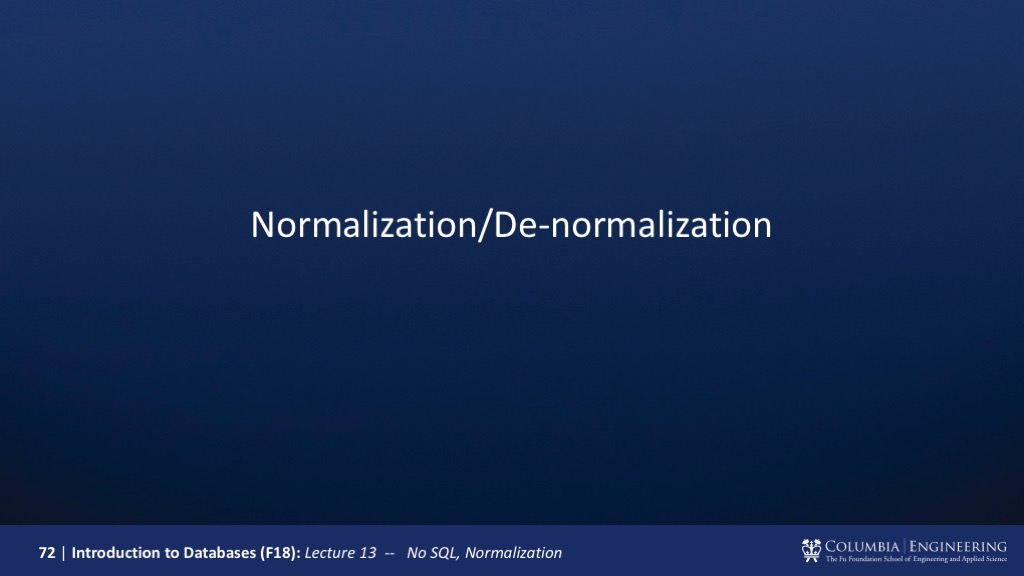 Normalization/De-normalization
72 | Introduction to Databases (F18): Lecture 13 -- No SQL, Normalization
COLUMBIA | ENGINEERING
The Fu Foundation School of Engineering and Applied Science